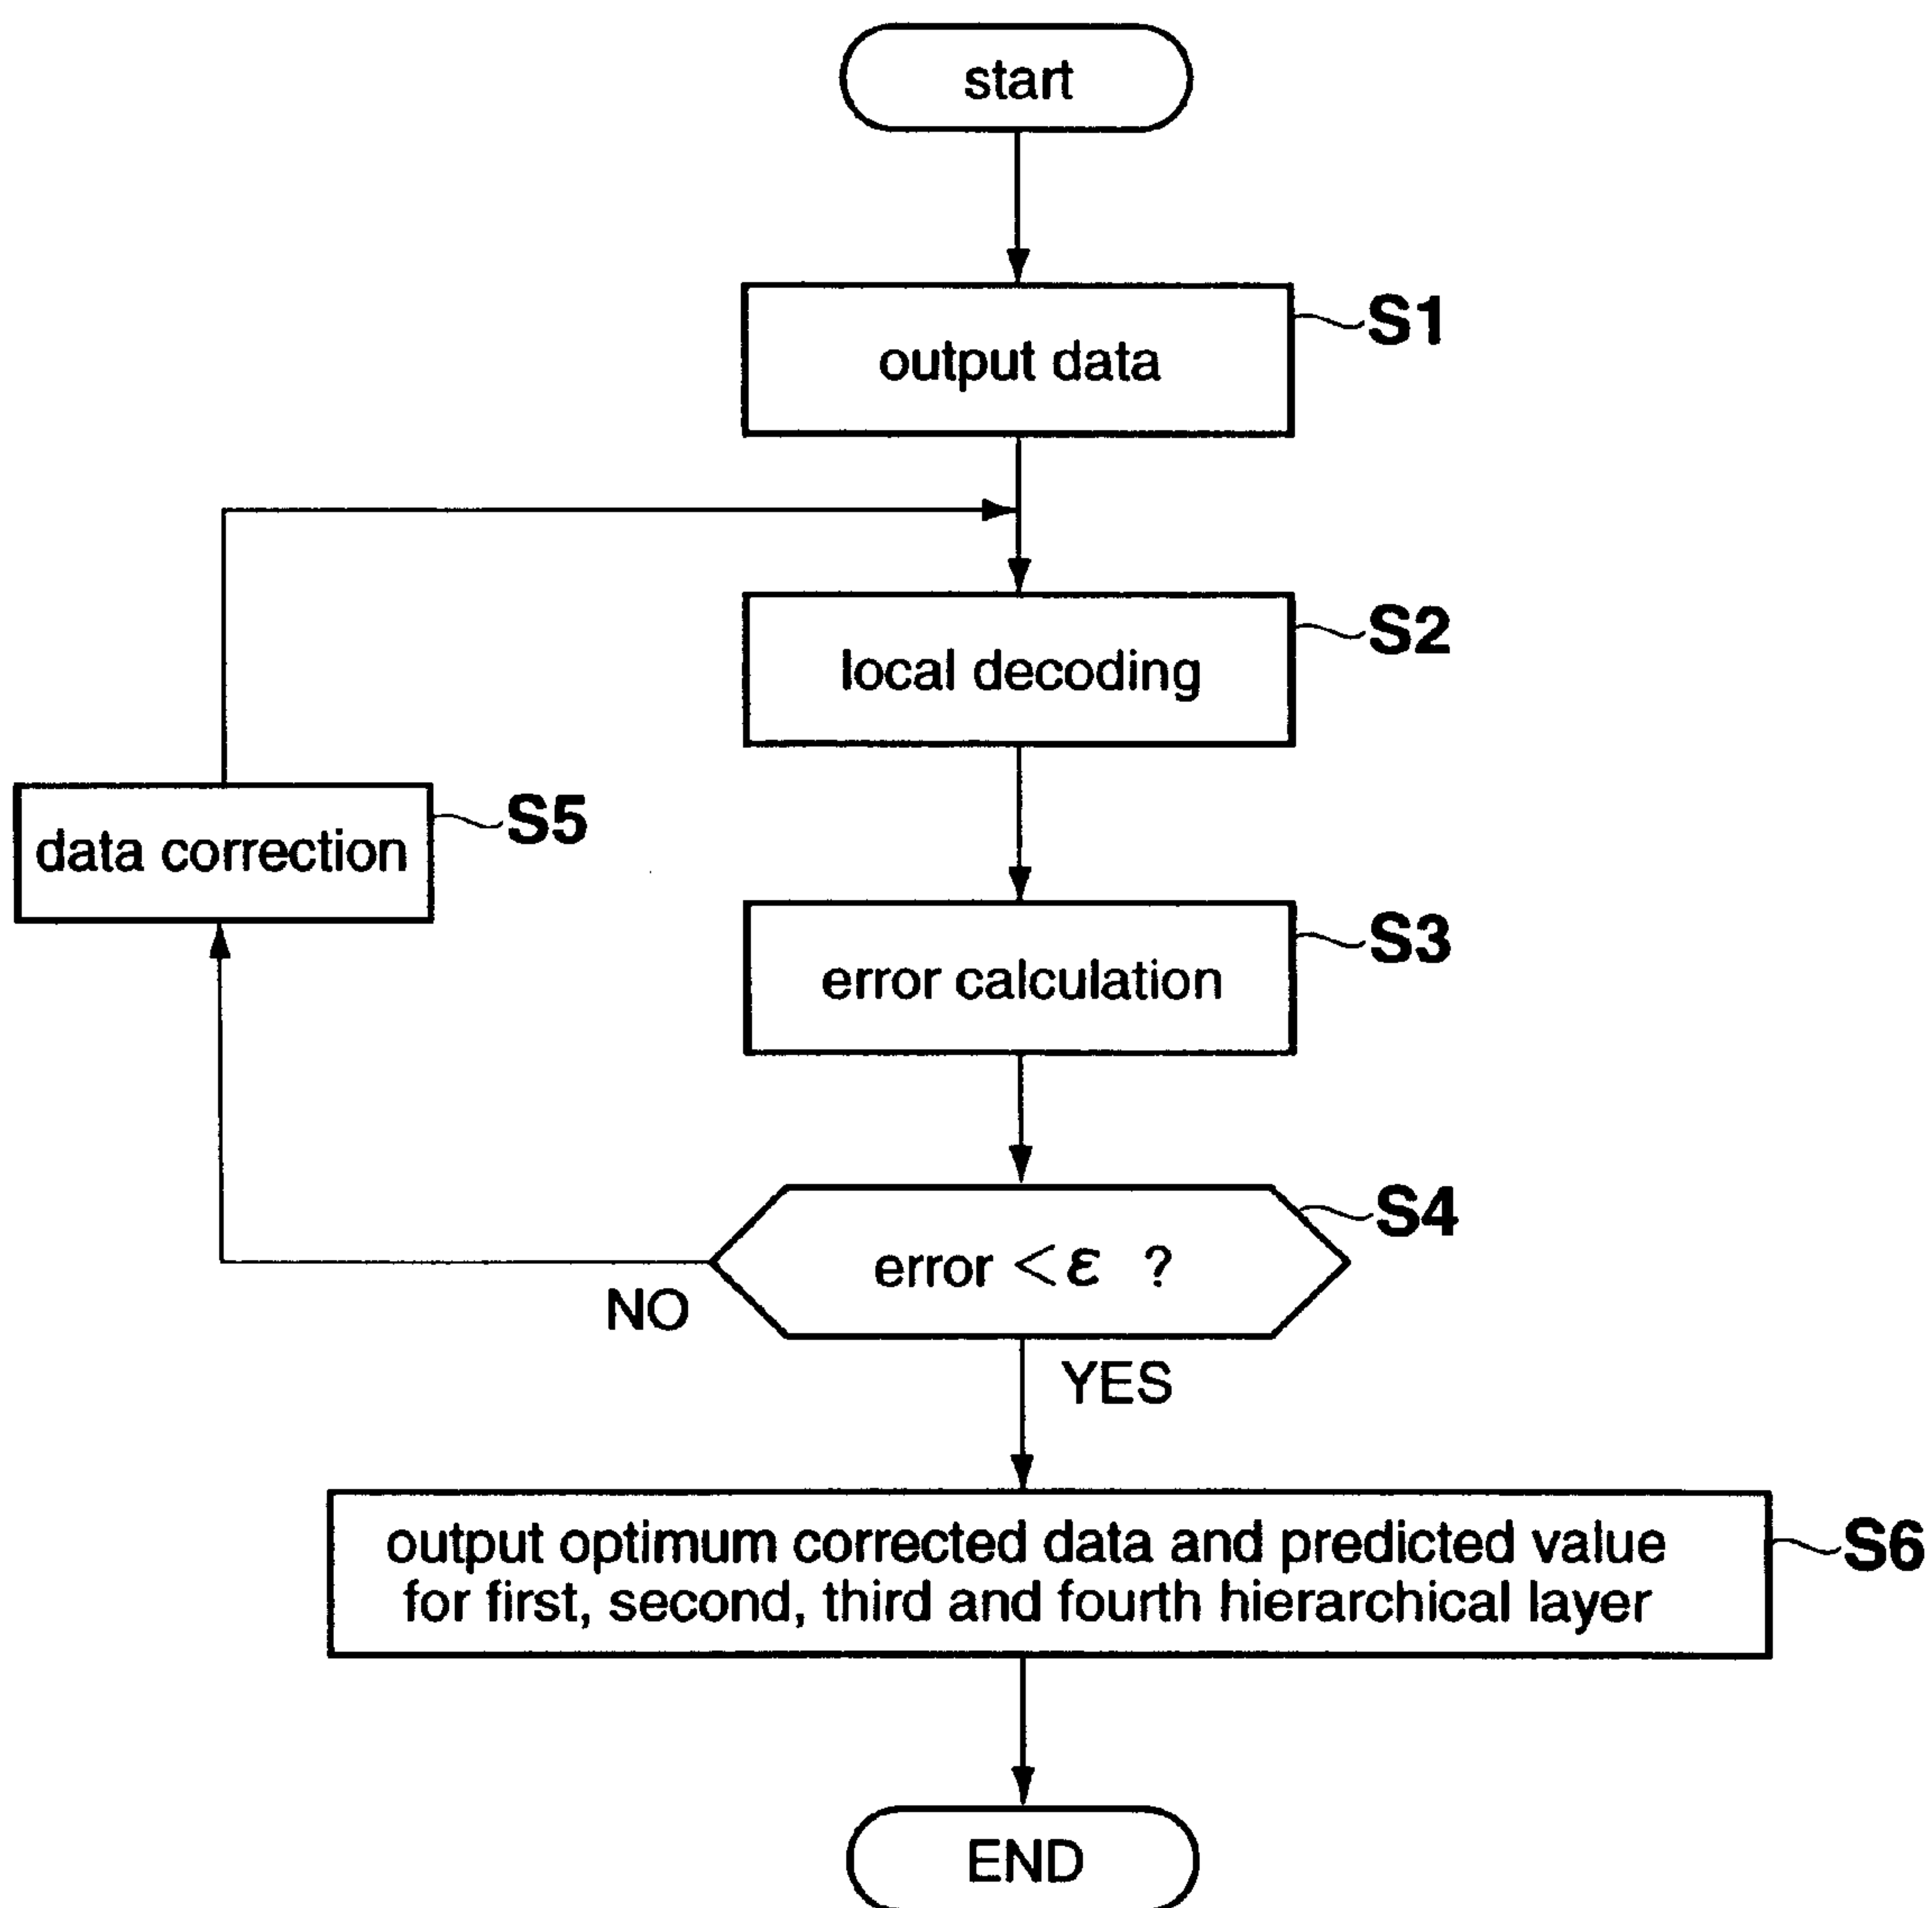 start
output data
S1
local decoding
S2
data correction
S5
error calculation
S3
error < ε ?
S4
NO
YES
output optimum corrected data and predicted value
for first, second, third and fourth hierarchical layer
S6
END